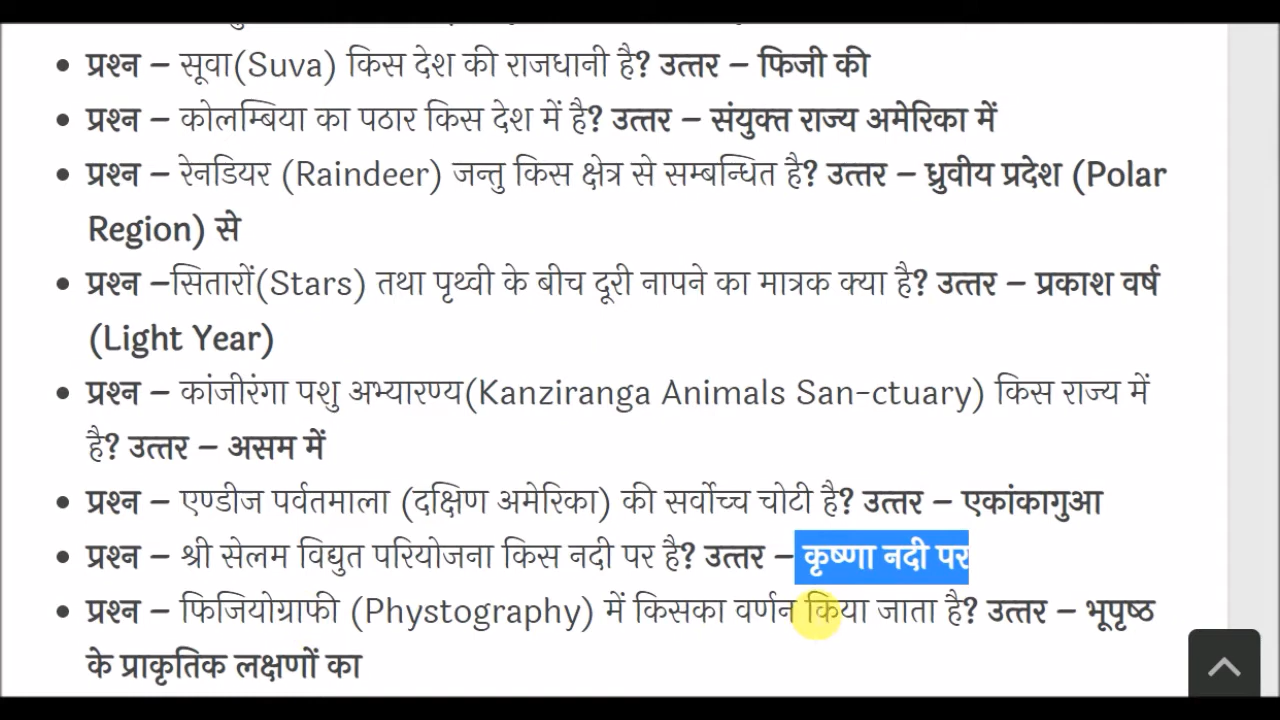 प्रश्न – सूवा(Suva) किस देश की राजधानी है? उत्तर – फिजी की
प्रश्न – कोलम्बिया का पठार किस देश में है? उत्तर – संयुक्त राज्य अमेरिका में
प्रश्न – रेनडियर (Raindeer) जन्तु किस क्षेत्र से सम्बन्धित है? उत्तर – ध्रुवीय प्रदेश (Polar
Region) से
प्रश्न –सितारों(Stars) तथा पृथ्वी के बीच दूरी नापने का मात्रक क्या है? उत्तर – प्रकाश वर्ष
(Light Year)
प्रश्न – कांजीरंगा पशु अभ्यारण्य(Kanziranga Animals San-ctuary) किस राज्य में
है? उत्तर – असम में
प्रश्न – एण्डीज पर्वतमाला (दक्षिण अमेरिका) की सर्वोच्च चोटी है? उत्तर – एकांकागुआ
प्रश्न – श्री सेलम विद्युत परियोजना किस नदी पर है? उत्तर – कृष्णा नदी पर
प्रश्न – फिजियोग्राफी (Phystography) में किसका वर्णन किया जाता है? उत्तर – भूपृष्ठ
के प्राकृतिक लक्षणों का